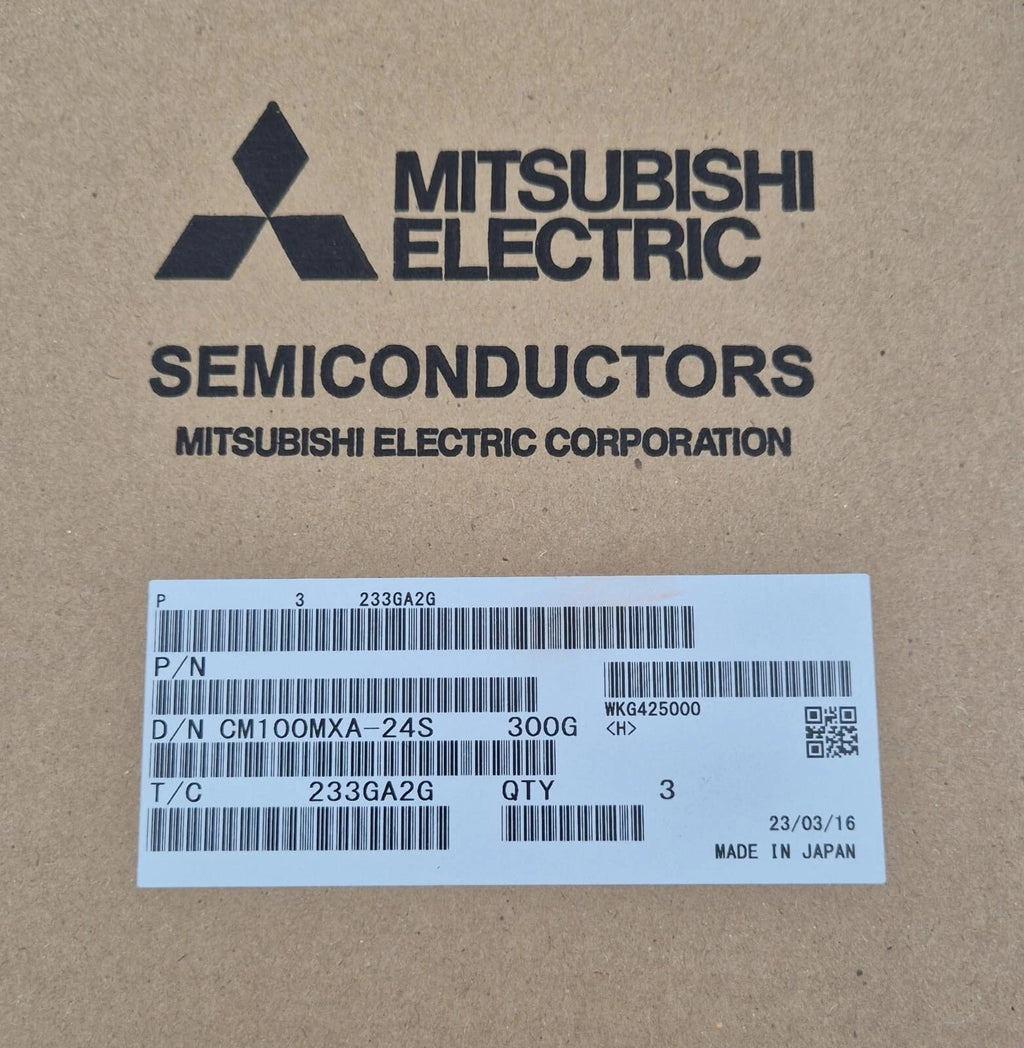 MITSUBISHI
ELECTRIC
SEMICONDUCTORS
MITSUBISHI ELECTRIC CORPORATION
P 3 233GA2G
P/N
WKG425000
D/N CM100MXA-24S 300G <H>
T/C 233GA2G QTY 3
23/03/16
MADE IN JAPAN